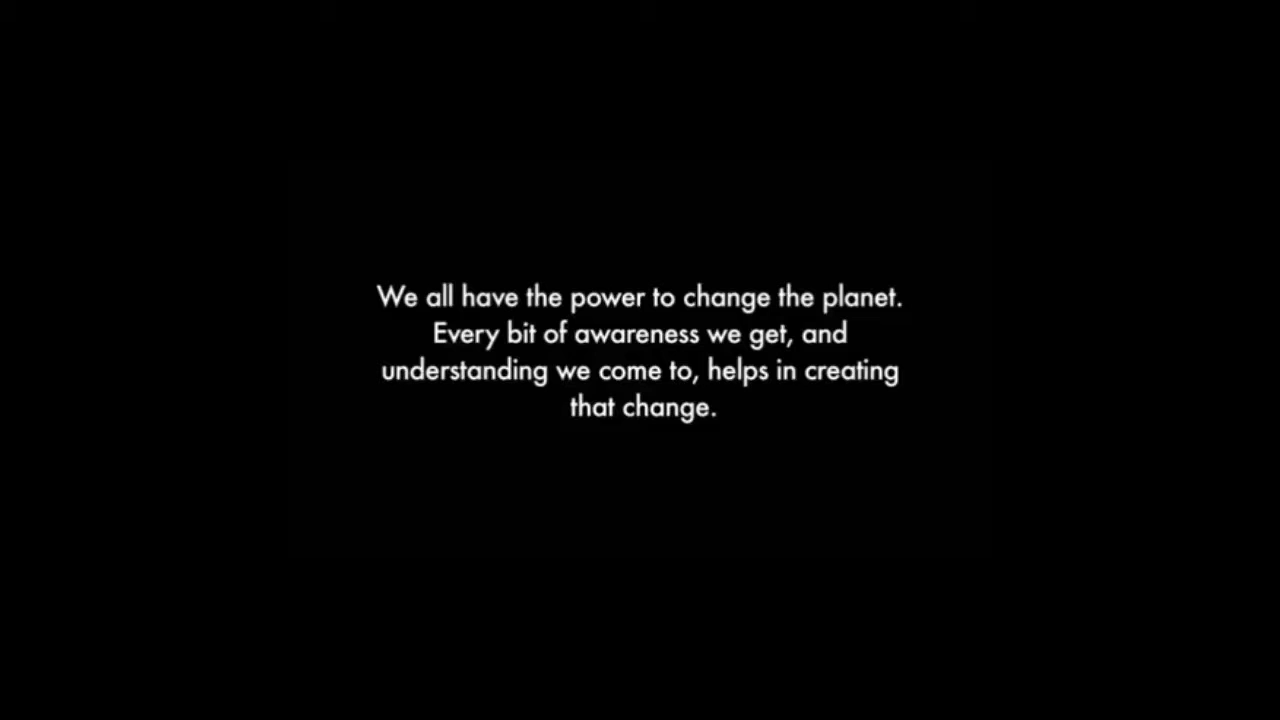 We all have the power to change the planet.
Every bit of awareness we get, and
understanding we come to, helps in creating
that change.